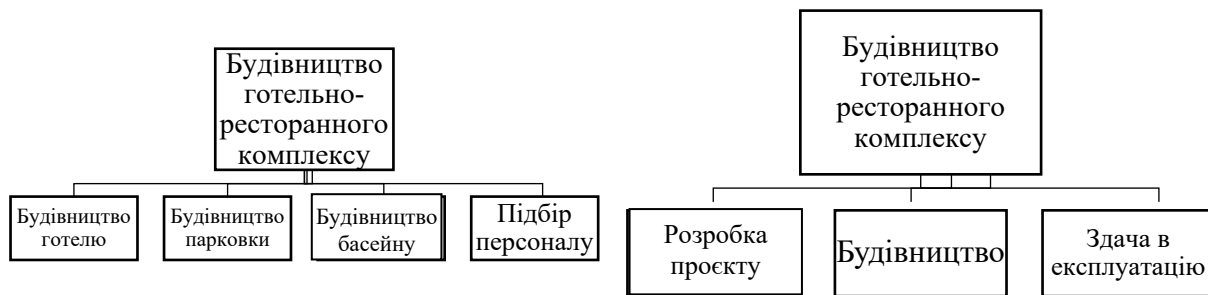 Будівництво
готельно-
ресторанного
комплексу
Будівництво
готелю
Будівництво
парковки
Будівництво
басейну
Підбір
персоналу
Будівництво
готельно-
ресторанного
комплексу
Розробка
проєкту
Будівництво
Здача в
експлуатацію